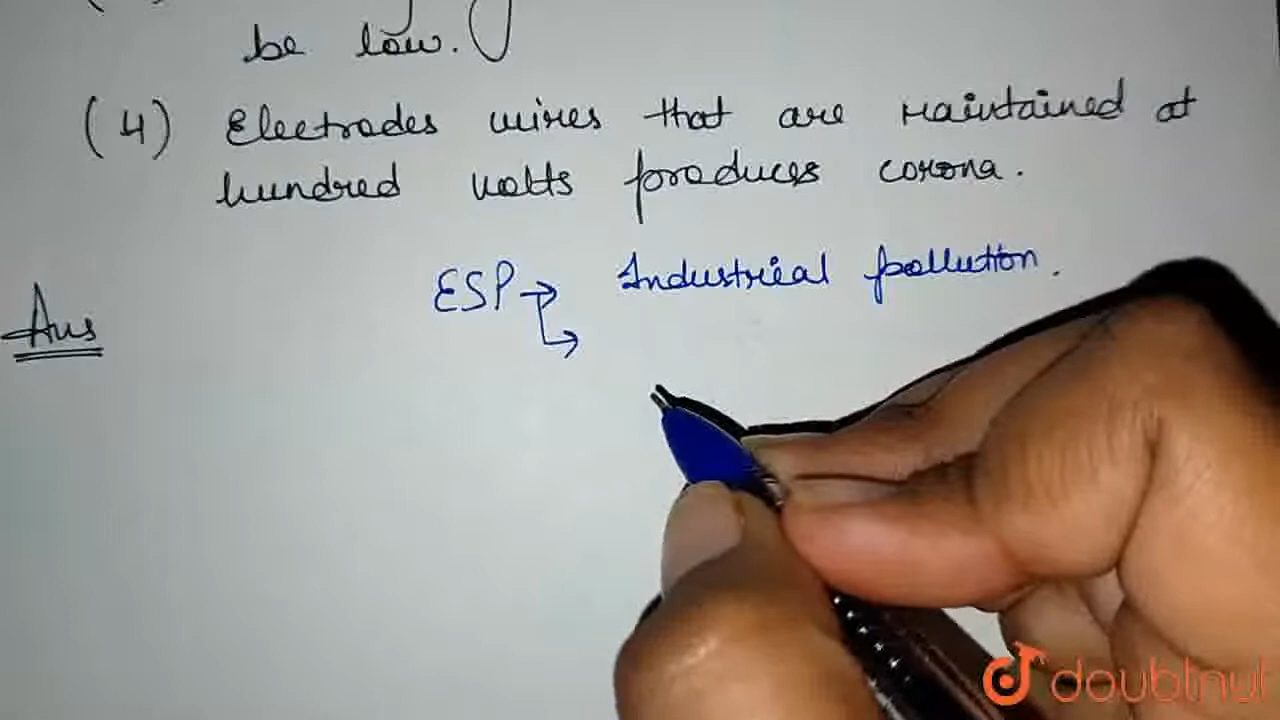 be low.
(4) Electrodes wires that are maintained at
hundred volts produces corona.
ESP → Industrial pollution.
Ans
doubtnut